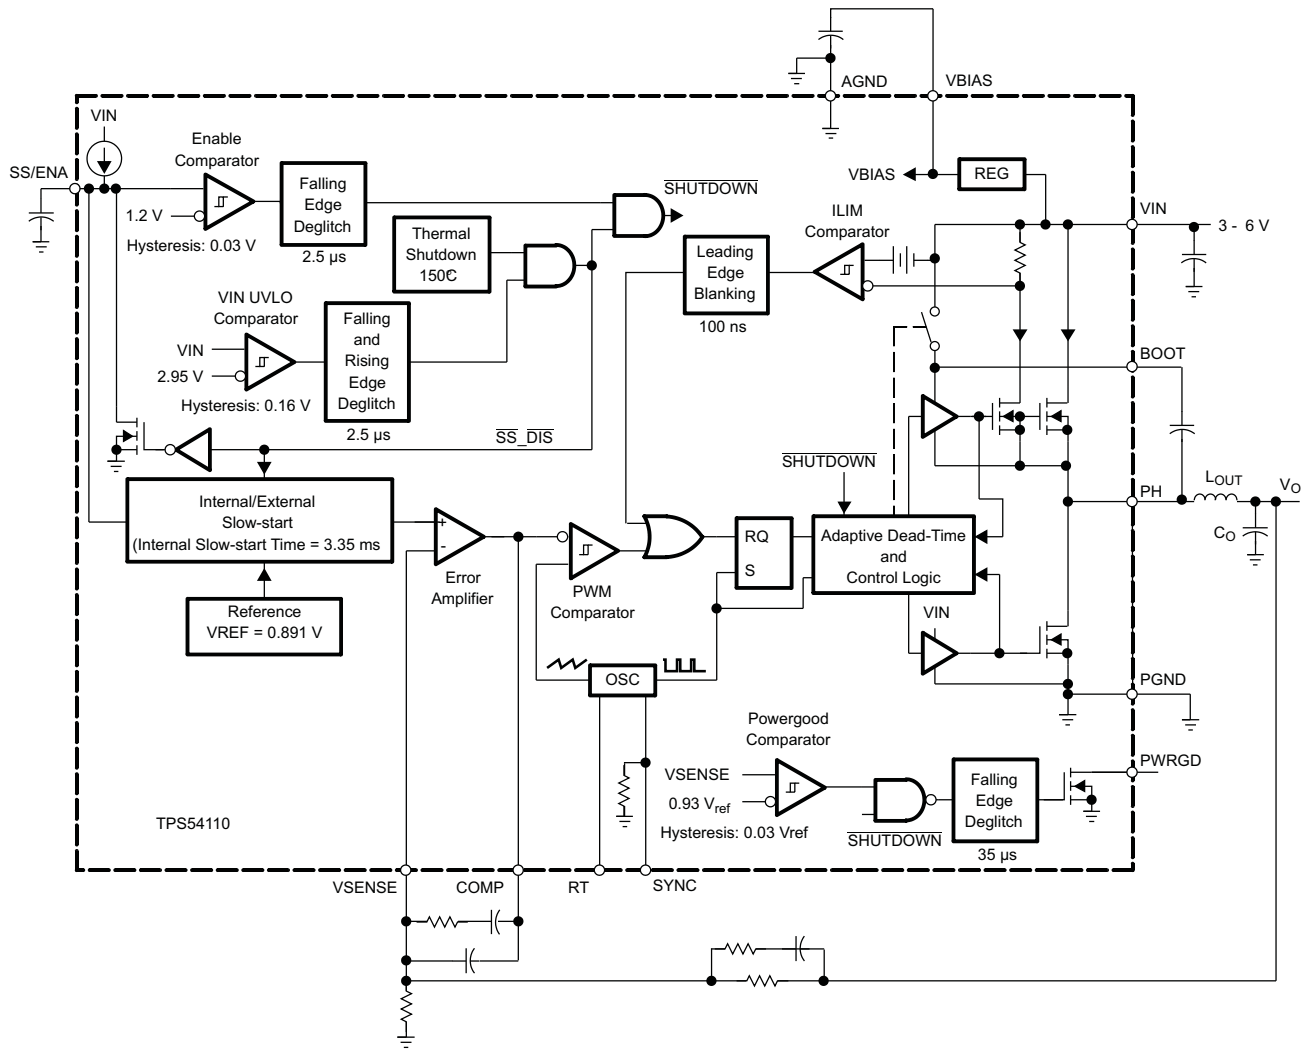 AGND
VBIAS
VIN
Enable
Comparator
SS/ENA
1.2 V
Hysteresis: 0.03 V
Falling
Edge
Deglitch
2.5 µs
SHUTDOWN
Thermal
Shutdown
150°C
VIN UVLO
Comparator
VIN
2.95 V
Hysteresis: 0.16 V
Falling
and
Rising
Edge
Deglitch
2.5 µs
SS_DIS
VBIAS
REG
ILIM
Comparator
Leading
Edge
Blanking
100 ns
VIN
3 - 6 V
BOOT
PH
LOUT
VO
CO
Internal/External
Slow-start
(Internal Slow-start Time = 3.35 ms
Reference
VREF = 0.891 V
+
-
Error
Amplifier
PWM
Comparator
RQ
S
SHUTDOWN
Adaptive Dead-Time
and
Control Logic
VIN
OSC
PGND
Powergood
Comparator
VSENSE
0.93 Vref
Hysteresis: 0.03 Vref
SHUTDOWN
Falling
Edge
Deglitch
35 µs
PWRGD
TPS54110
VSENSE
COMP
RT
SYNC